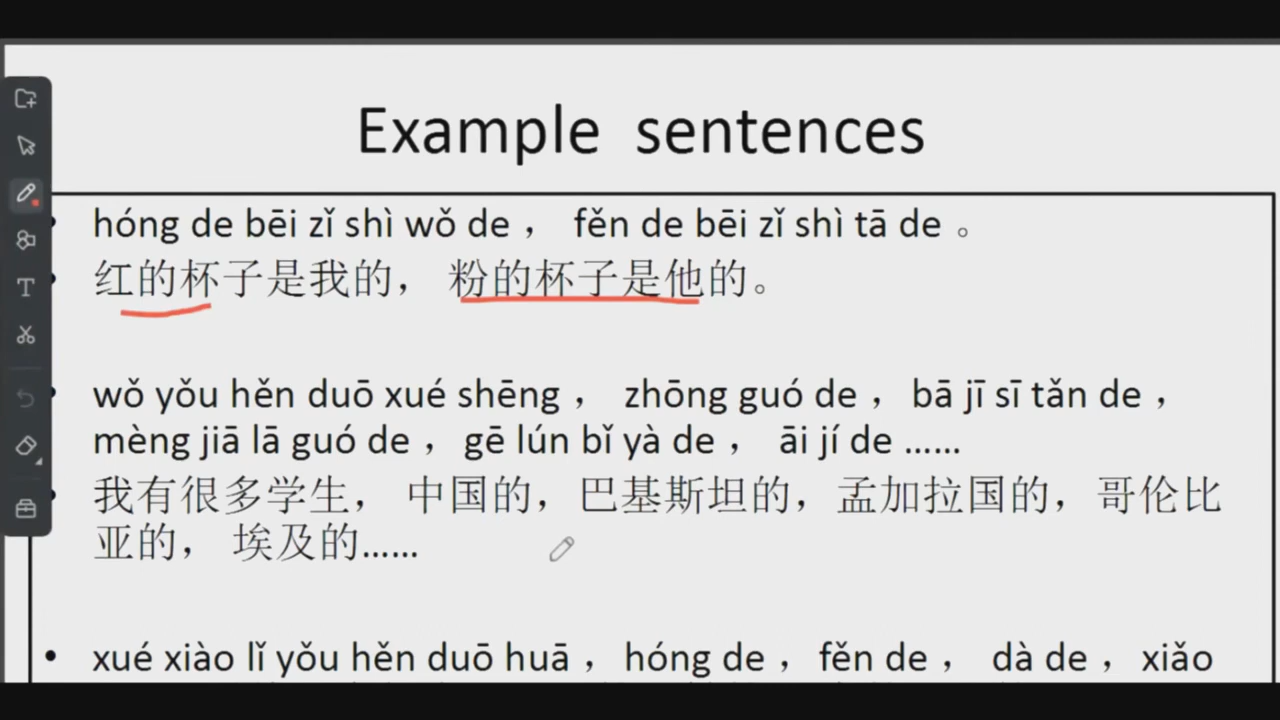 Example sentences
hóng de bēi zǐ shì wǒ de ， fěn de bēi zǐ shì tā de 。
红的杯子是我的， 粉的杯子是他的。
wǒ yǒu hěn duō xué shēng ， zhōng guó de ， bā jī sī tǎn de ，
mèng jiā lā guó de ， gē lún bǐ yà de ， āi jí de ……
我有很多学生， 中国的，巴基斯坦的，孟加拉国的，哥伦比
亚的， 埃及的……
xué xiào lǐ yǒu hěn duō huā ， hóng de ， fěn de ， dà de ， xiǎo